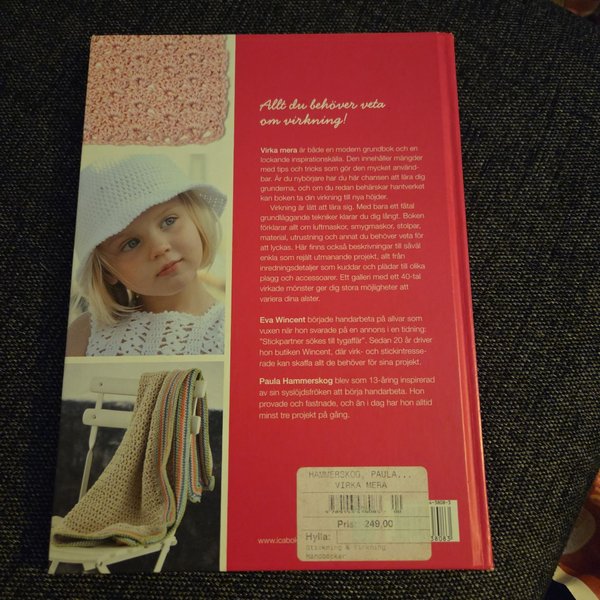 Allt du behöver veta
om virkning!
Virka mera är både en modern grundbok och en
lockande inspirationskälla. Den innehåller mängder
med tips och tricks som gör den mycket använd-
bar. Är du nybörjare har du här chansen att lära dig
grunderna, och om du redan behärskar hantverket
kan boken ta din virkning till nya höjder.
Virkning är lätt att lära sig. Med bara ett fåtal
grundläggande tekniker klarar du dig långt. Boken
förklarar allt om luftmaskor, smygmaskor, stolpar,
material, utrustning och annat du behöver veta för
att lyckas. Här finns också beskrivningar till såväl
enkla som rejält utmanande projekt, allt från
inredningsdetaljer som kuddar och plädar till olika
plagg och accessoarer. Ett galleri med ett 40-tal
virkade mönster ger dig stora möjligheter att
variera dina alster.
Eva Wincent började handarbeta på allvar som
vuxen när hon svarade på en annons i en tidning:
"Stickpartner sökes till tygaffär". Sedan 20 år driver
hon butiken Wincent, där virk- och stickintresse-
rade kan skaffa allt de behöver för sina projekt.
Paula Hammerskog blev som 13-åring inspirerad
av sin syslöjdsfröken att börja handarbeta. Hon
provade och fastnade, och än i dag har hon alltid
minst tre projekt på gång.
HAMMERSKOG, PAULA,..
VIRKA MERA
Pris: 249,00
Hylla:
Stickning & Virkning
Handböcker
www.icabok
4-5808-3
58083